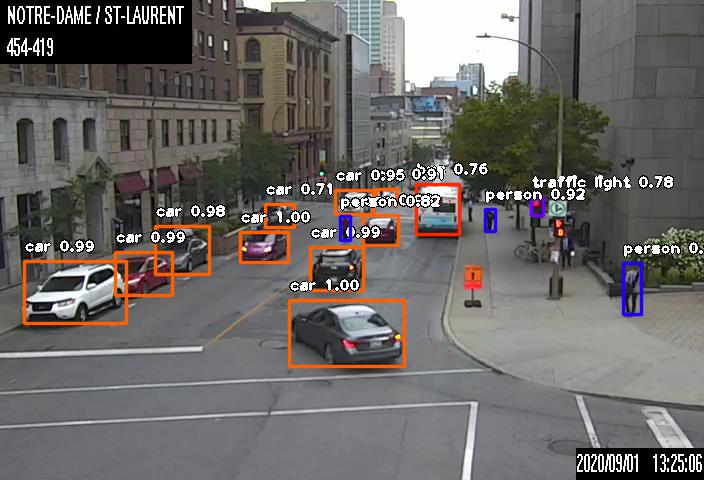 NOTRE-DAME / ST-LAURENT
454-419
car 0.71
car 0.95
0.91
0.76
traffic light 0.78
person 0.92
person 0.82
car 0.98
car 1.00
car 0.99
car 0.99
car 0.99
person 0.
car 1.00
2020/09/01 13:25:06